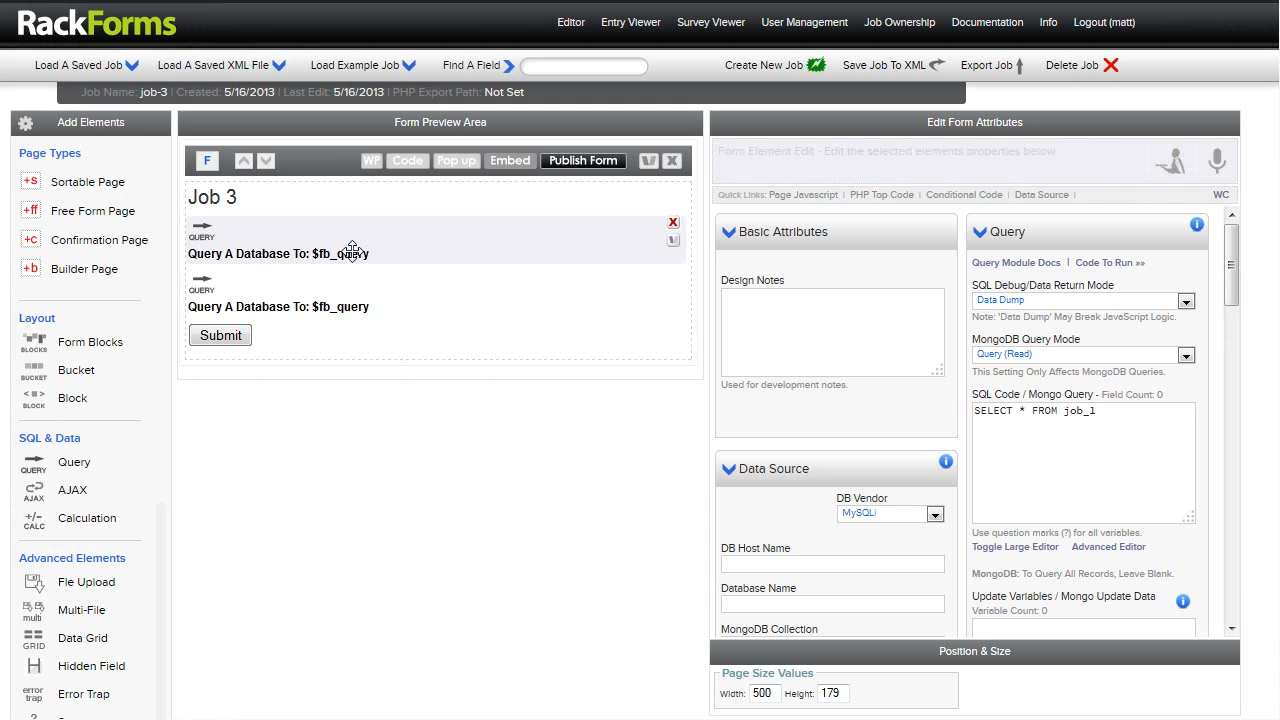 RackForms
Editor Entry Viewer Survey Viewer User Management Job Ownership Documentation Info Logout (matt)
Load A Saved Job Load A Saved XML File Load Example Job Find A Field Create New Job Save Job To XML Export Job Delete Job
Job Name: job-3 | Created: 5/16/2013 | Last Edit: 5/16/2013 | PHP Export Path: Not Set
Add Elements
Page Types
+s Sortable Page
+ff Free Form Page
+c Confirmation Page
+b Builder Page
Layout
BLOCKS Form Blocks
BUCKET Bucket
BLOCK Block
SQL & Data
QUERY Query
AJAX AJAX
+/- CALC Calculation
Advanced Elements
Fle Upload
multi Multi-File
GRID Data Grid
Hidden Field
error trap Error Trap
Form Preview Area
F WP Code Pop up Embed Publish Form X
Job 3
QUERY
Query A Database To: $fb_query
QUERY
Query A Database To: $fb_query
Submit
Edit Form Attributes
Form Element Edit - Edit the selected elements properties below
Quick Links: Page Javascript | PHP Top Code | Conditional Code | Data Source | WC
Basic Attributes
Design Notes
Used for development notes.
Data Source
DB Vendor
MySQLi
DB Host Name
Database Name
MongoDB Collection
Query
Query Module Docs | Code To Run »»
SQL Debug/Data Return Mode
Data Dump
Note: 'Data Dump' May Break JavaScript Logic.
MongoDB Query Mode
Query (Read)
This Setting Only Affects MongoDB Queries.
SQL Code / Mongo Query - Field Count: 0
SELECT * FROM job_1
Use question marks (?) for all variables.
Toggle Large Editor Advanced Editor
MongoDB: To Query All Records, Leave Blank.
Update Variables / Mongo Update Data
Variable Count: 0
Position & Size
Page Size Values
Width: 500 Height: 179